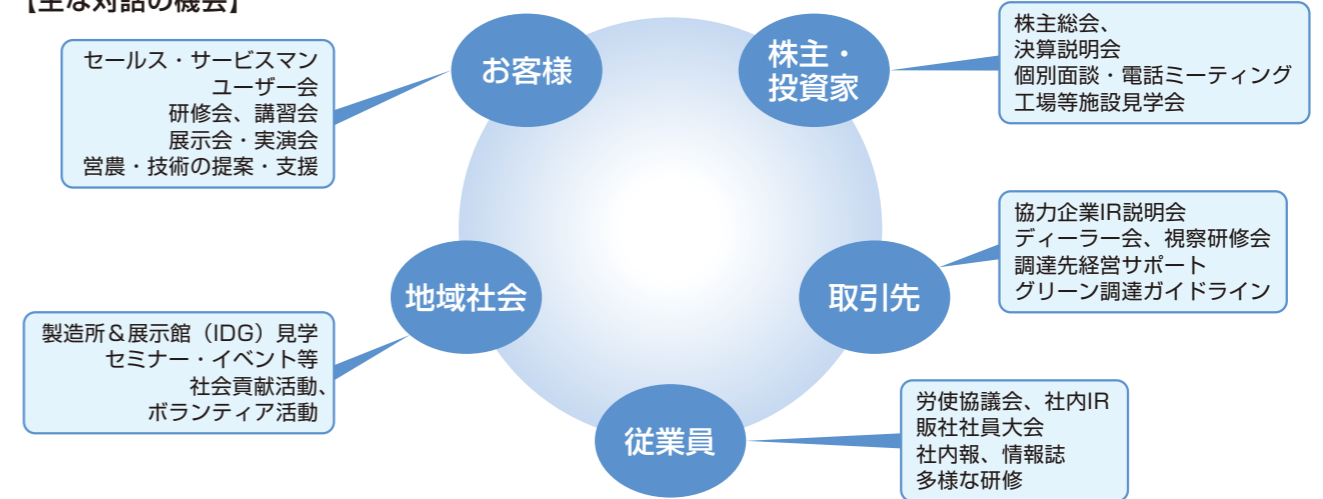 【主な対話の機会】
お客様
セールス・サービスマン
ユーザー会
研修会、講習会
展示会・実演会
営農・技術の提案・支援
株主・
投資家
株主総会、
決算説明会
個別面談・電話ミーティング
工場等施設見学会
取引先
協力企業IR説明会
ディーラー会、視察研修会
調達先経営サポート
グリーン調達ガイドライン
地域社会
製造所&展示館（IDG）見学
セミナー・イベント等
社会貢献活動、
ボランティア活動
従業員
労使協議会、社内IR
販社社員大会
社内報、情報誌
多様な研修